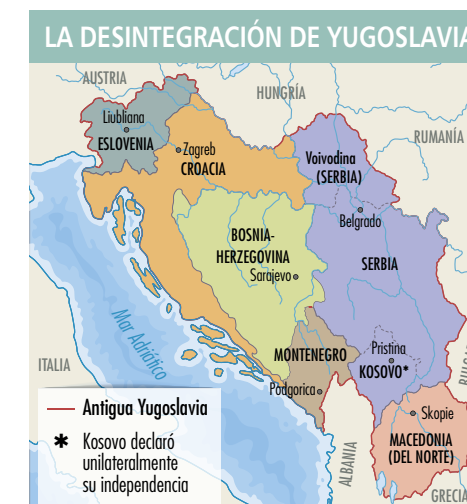 LA DESINTEGRACIÓN DE YUGOSLAVIA
AUSTRIA
HUNGRÍA
RUMANÍA
Liubliana
ESLOVENIA
Zagreb
CROACIA
Voivodina
(SERBIA)
Belgrado
BOSNIA-
HERZEGOVINA
Sarajevo
SERBIA
Mar Adriático
ITALIA
MONTENEGRO
Pristina
KOSOVO*
Podgorica
Skopie
MACEDONIA
(DEL NORTE)
ALBANIA
GRECIA
Antigua Yugoslavia
* Kosovo declaró
unilateralmente
su independencia